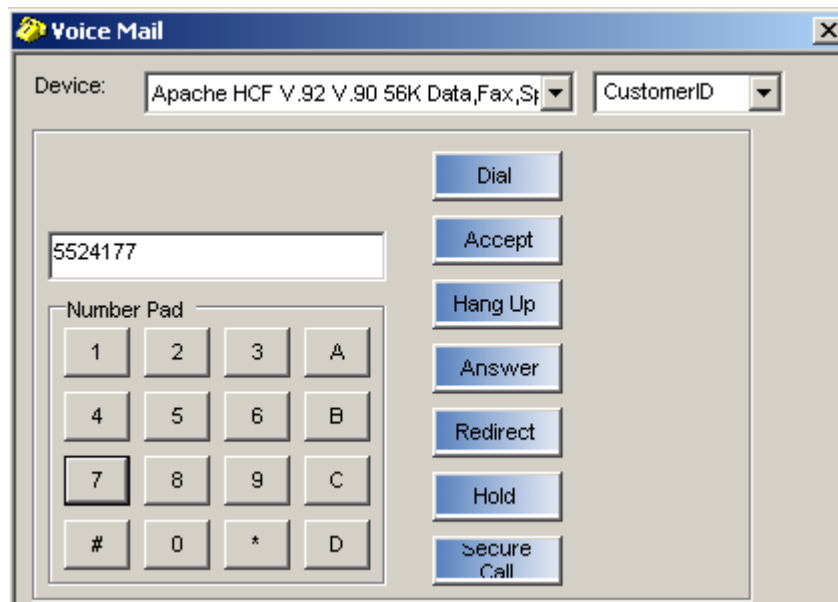 Voice Mail
Device:
Apache HCF V.92 V.90 56K Data,Fax,Sp
CustomerID
Dial
5524177
Accept
Number Pad
Hang Up
1 2 3 A
Answer
4 5 6 B
Redirect
7 8 9 C
Hold
# 0 * D
Secure
Call